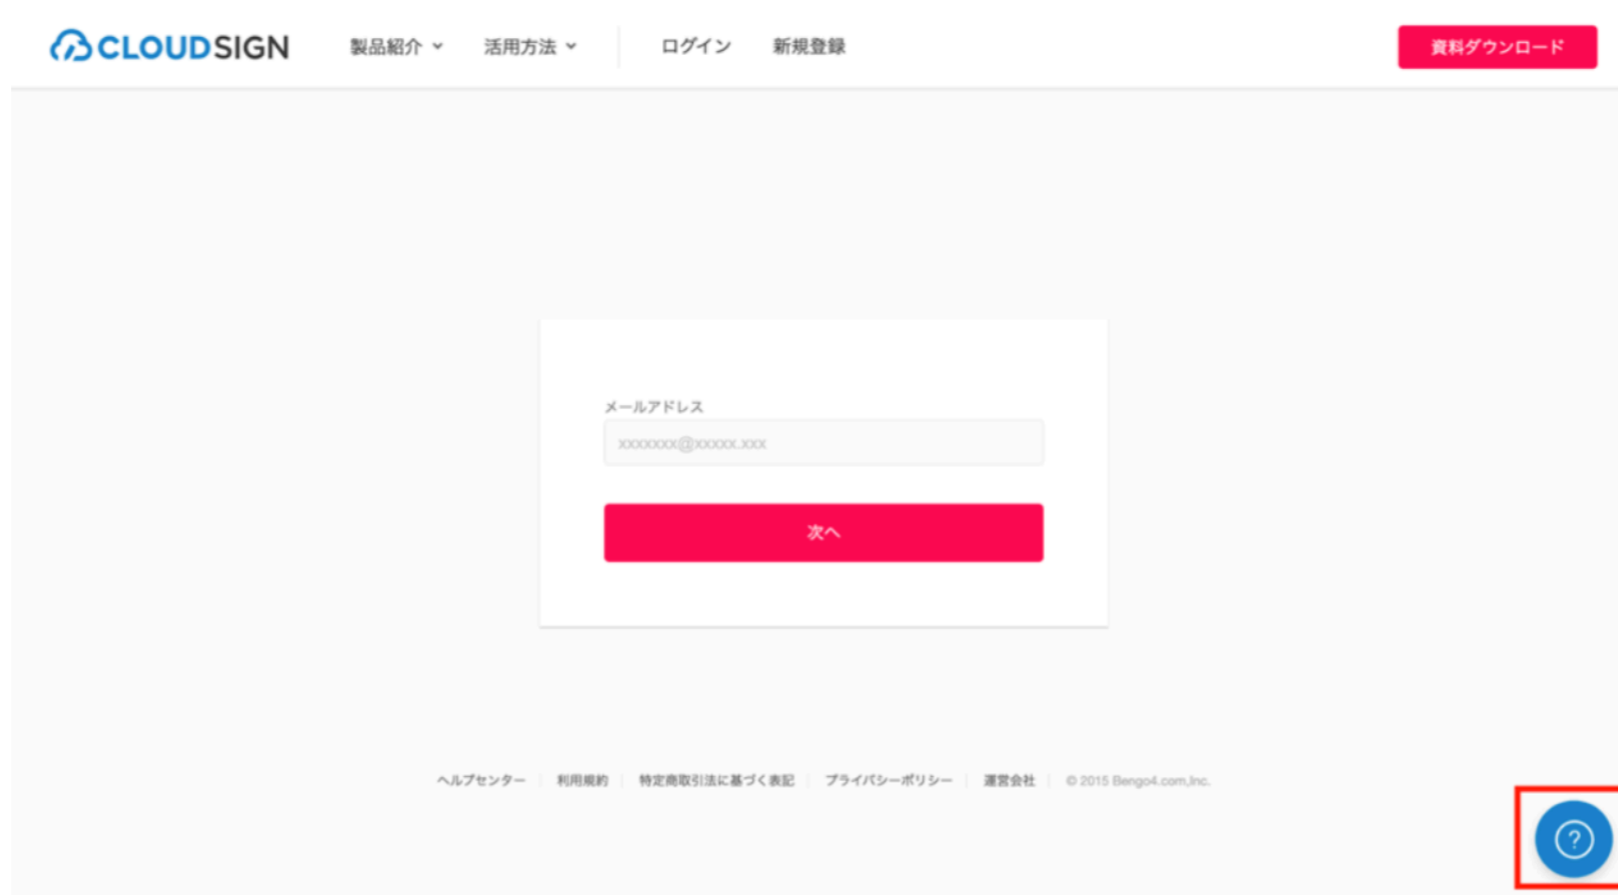 CLOUDSIGN 製品紹介 活用方法 ログイン 新規登録 資料ダウンロード
メールアドレス
xxxxxxx@xxxxx.xxx
次へ
ヘルプセンター 利用規約 特定商取引法に基づく表記 プライバシーポリシー 運営会社 © 2015 Bengo4.com,Inc.
?